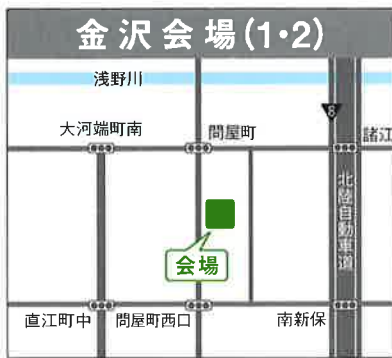 金沢会場(1・2)
浅野川
大河端町南
問屋町
8
諸江
北陸自動車道
会場
直江町中
問屋町西口
南新保